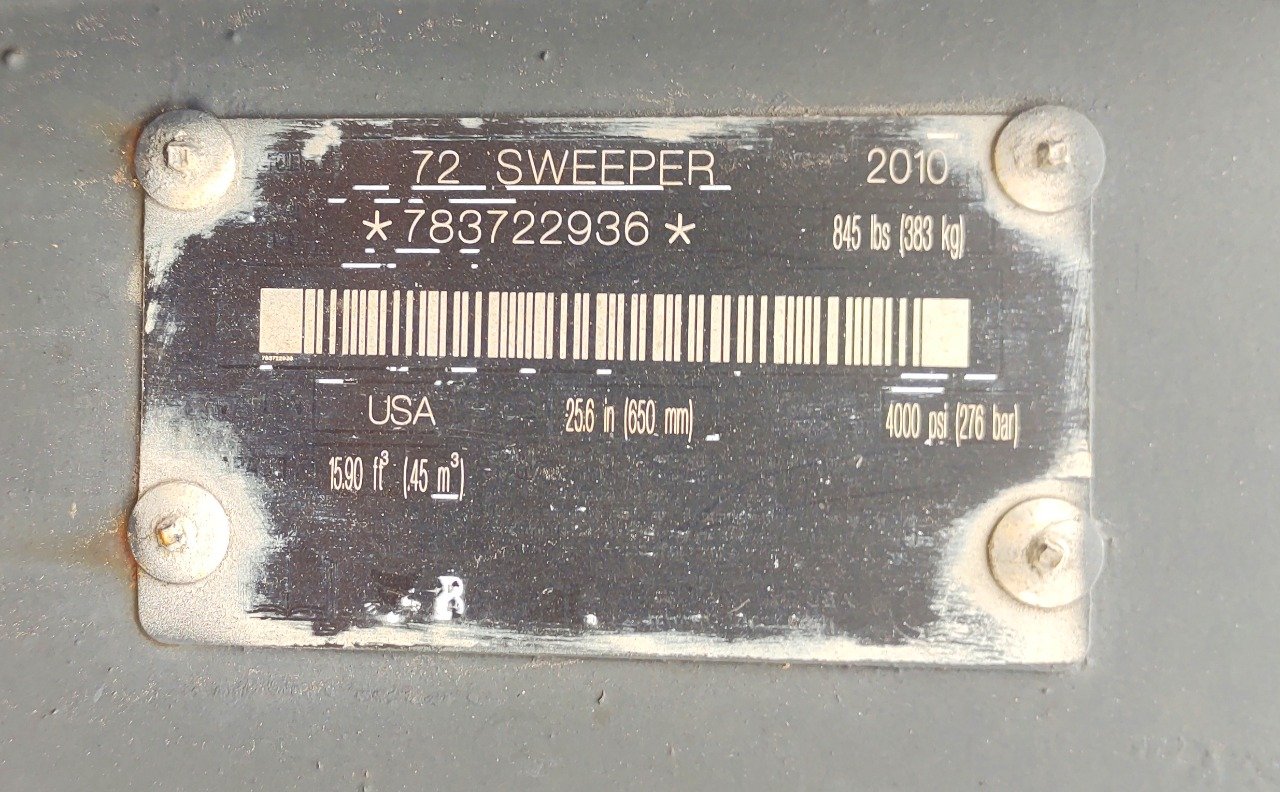 72 SWEEPER 2010
*783722936* 845 lbs (383 kg)
783722936
USA 25.6 in (650 mm) 4000 psi (276 bar)
15.90 ft³ (.45 m³)